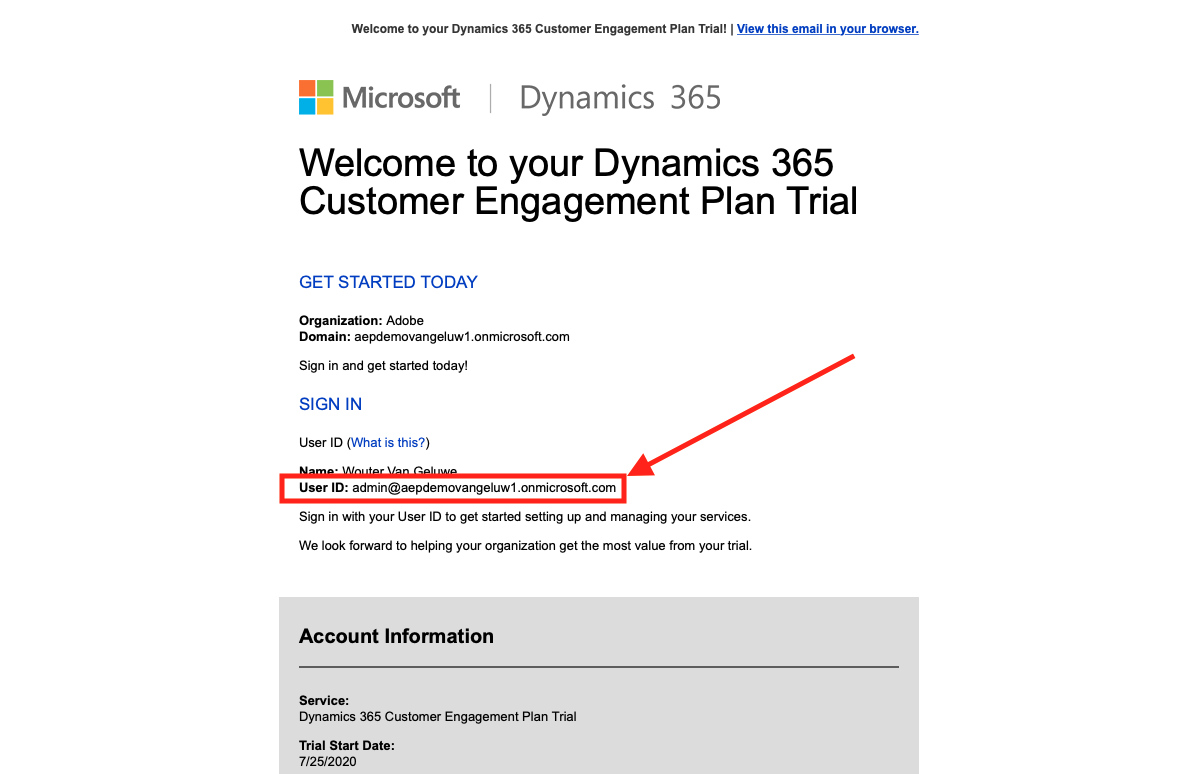 Welcome to your Dynamics 365 Customer Engagement Plan Trial! | View this email in your browser.
Microsoft | Dynamics 365
Welcome to your Dynamics 365
Customer Engagement Plan Trial
GET STARTED TODAY
Organization: Adobe
Domain: aepdemovangeluw1.onmicrosoft.com
Sign in and get started today!
SIGN IN
User ID (What is this?)
Name: Wouter Van Geluwe
User ID: admin@aepdemovangeluw1.onmicrosoft.com
Sign in with your User ID to get started setting up and managing your services.
We look forward to helping your organization get the most value from your trial.
Account Information
Service:
Dynamics 365 Customer Engagement Plan Trial
Trial Start Date:
7/25/2020